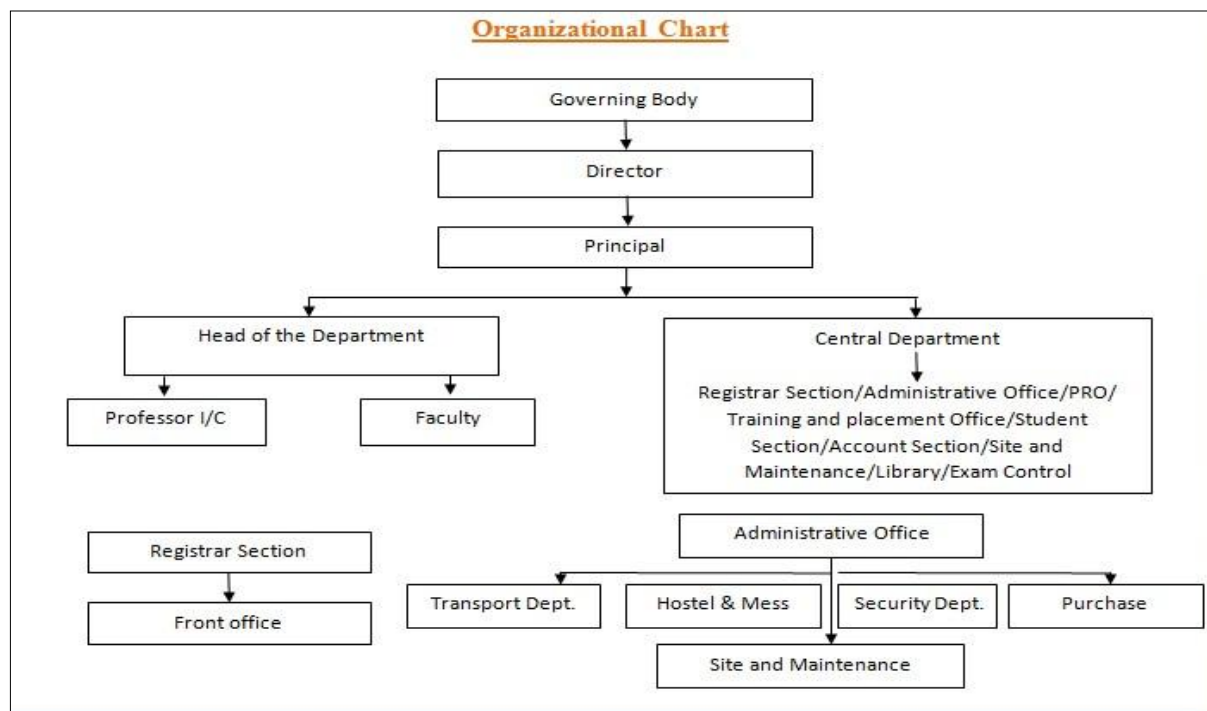 Organizational Chart
Governing Body
Director
Principal
Head of the Department
Central Department
Registrar Section/Administrative Office/PRO/
Training and placement Office/Student
Section/Account Section/Site and
Maintenance/Library/Exam Control
Professor I/C
Faculty
Registrar Section
Front office
Administrative Office
Transport Dept.
Hostel & Mess
Security Dept.
Purchase
Site and Maintenance